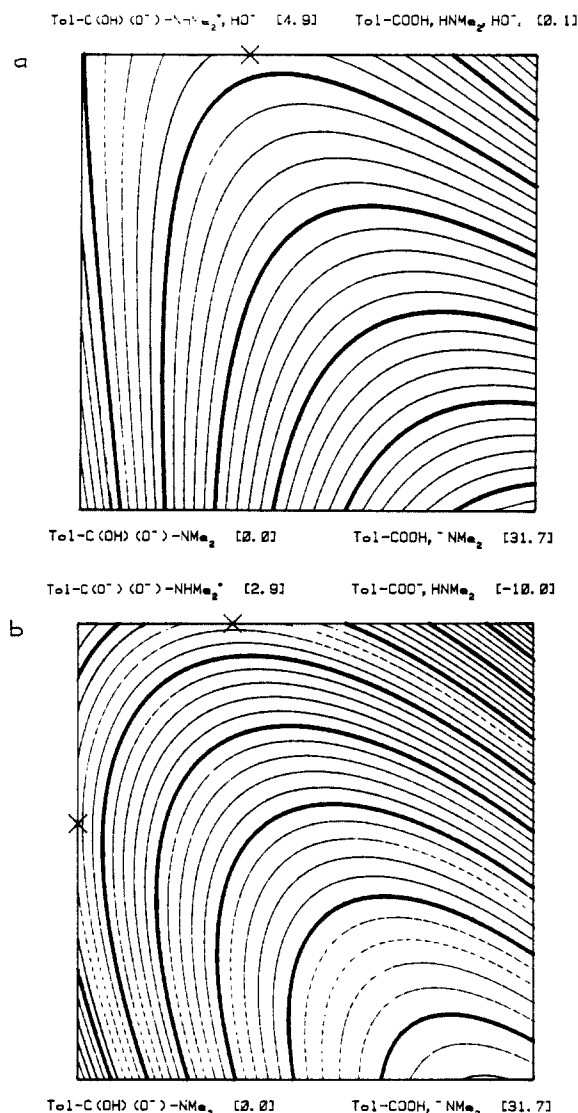 Tol-C(OH)(O⁻)- , HO⁻ [4.9] Tol-COOH, HNMe₂, HO⁻, [0.1]
a
Tol-C(OH)(O⁻)-NMe₂ [0.0] Tol-COOH, ⁻NMe₂ [31.7]
Tol-C(O⁻)(O⁻)-NHMe₂⁺ [2.9] Tol-COO⁻, HNMe₂ [-10.0]
b
Tol-C(OH)(O⁻)-NMe₂ [0.0] Tol-COOH, ⁻NMe₂ [31.7]